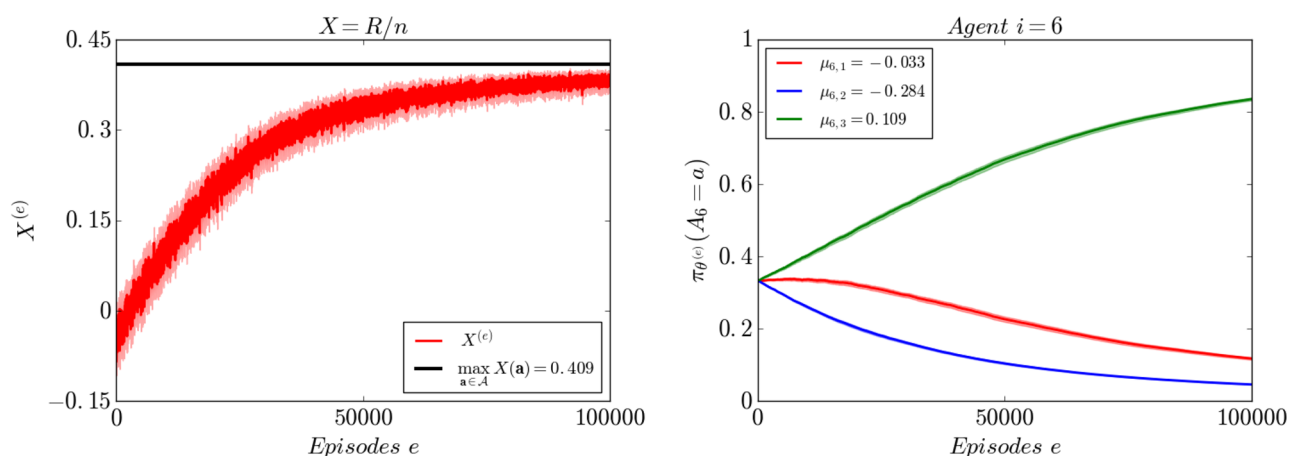 X = R/n
0.45
0.3
0.15
0
−0.15
X^(e)
0
50000
100000
Episodes e
X^(e)
max X(a) = 0.409
a∈𝒜
Agent i = 6
1
0.8
0.6
0.4
0.2
0
π_θ^(e) (A_6 = a)
0
50000
100000
Episodes e
μ_6,1 = −0.033
μ_6,2 = −0.284
μ_6,3 = 0.109